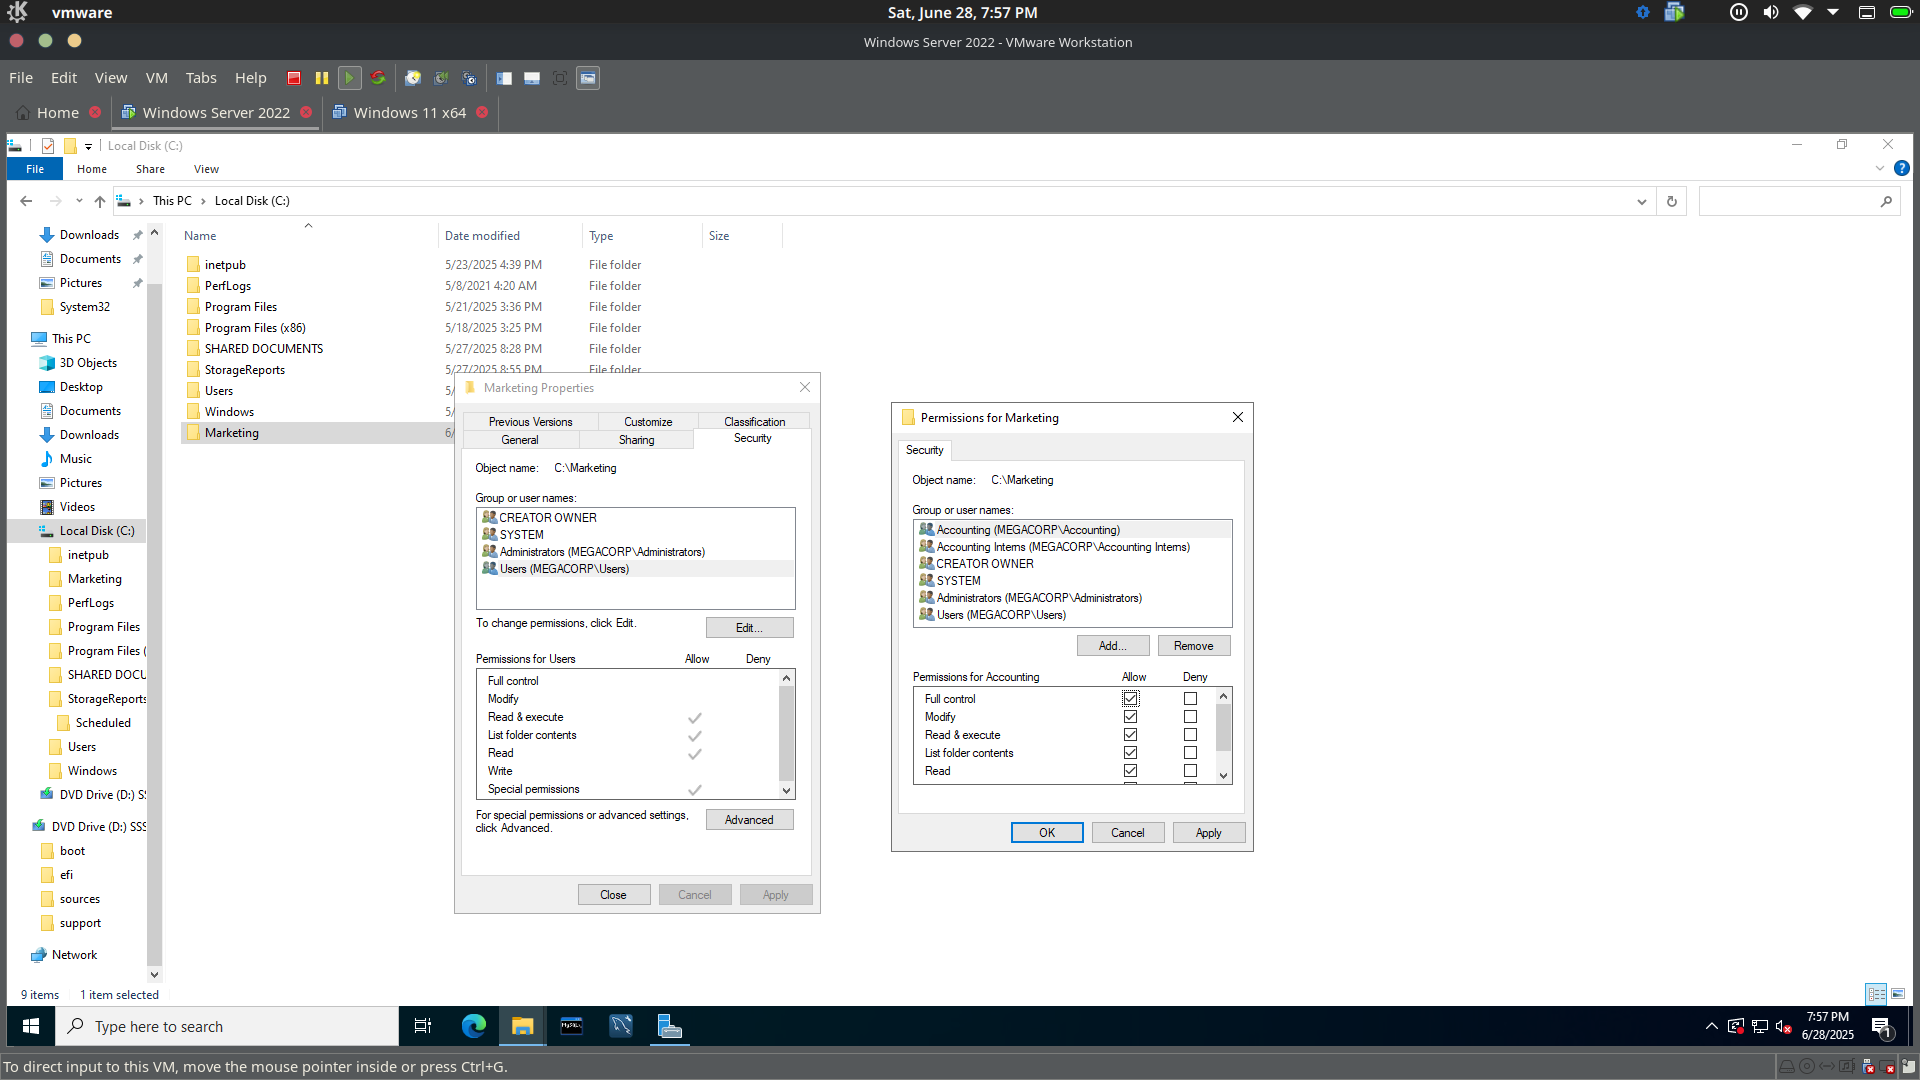 vmware
Sat, June 28, 7:57 PM
Windows Server 2022 - VMware Workstation
File Edit View VM Tabs Help
Home Windows Server 2022 Windows 11 x64
Local Disk (C:)
File Home Share View
This PC Local Disk (C:)
Downloads
Documents
Pictures
System32
This PC
3D Objects
Desktop
Documents
Downloads
Music
Pictures
Videos
Local Disk (C:)
inetpub
Marketing
PerfLogs
Program Files
Program Files (
SHARED DOCU
StorageReports
Scheduled
Users
Windows
DVD Drive (D:) S
DVD Drive (D:) SSS
boot
efi
sources
support
Network
Name Date modified Type Size
inetpub 5/23/2025 4:39 PM File folder
PerfLogs 5/8/2021 4:20 AM File folder
Program Files 5/21/2025 3:36 PM File folder
Program Files (x86) 5/18/2025 3:25 PM File folder
SHARED DOCUMENTS 5/27/2025 8:28 PM File folder
StorageReports 5/27/2025 8:55 PM File folder
Users 5/
Windows 5/
Marketing 6/
Marketing Properties
Previous Versions Customize Classification
General Sharing Security
Object name: C:\Marketing
Group or user names:
CREATOR OWNER
SYSTEM
Administrators (MEGACORP\Administrators)
Users (MEGACORP\Users)
To change permissions, click Edit.
Edit...
Permissions for Users Allow Deny
Full control
Modify
Read & execute
List folder contents
Read
Write
Special permissions
For special permissions or advanced settings,
click Advanced.
Advanced
Close Cancel Apply
Permissions for Marketing
Security
Object name: C:\Marketing
Group or user names:
Accounting (MEGACORP\Accounting)
Accounting Interns (MEGACORP\Accounting Interns)
CREATOR OWNER
SYSTEM
Administrators (MEGACORP\Administrators)
Users (MEGACORP\Users)
Add... Remove
Permissions for Accounting Allow Deny
Full control
Modify
Read & execute
List folder contents
Read
OK Cancel Apply
9 items 1 item selected
Type here to search
MySQL
7:57 PM
6/28/2025
1
To direct input to this VM, move the mouse pointer inside or press Ctrl+G.